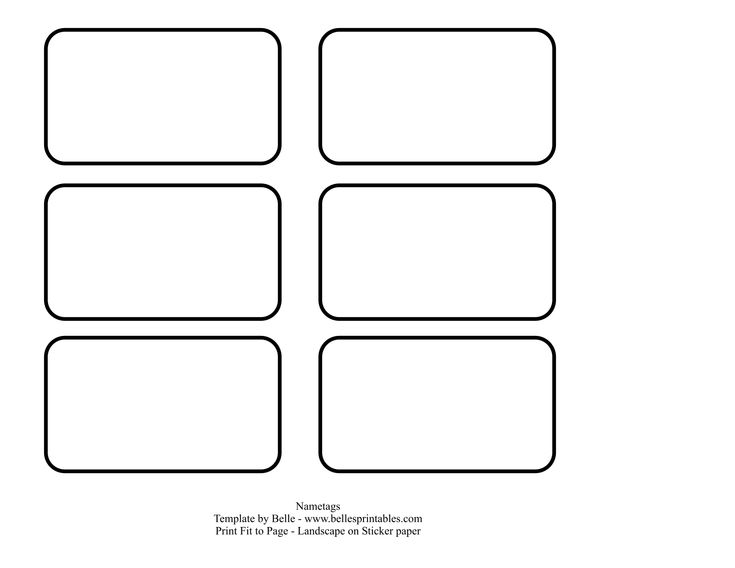 Nametags
Template by Belle - www.bellesprintables.com
Print Fit to Page - Landscape on Sticker paper